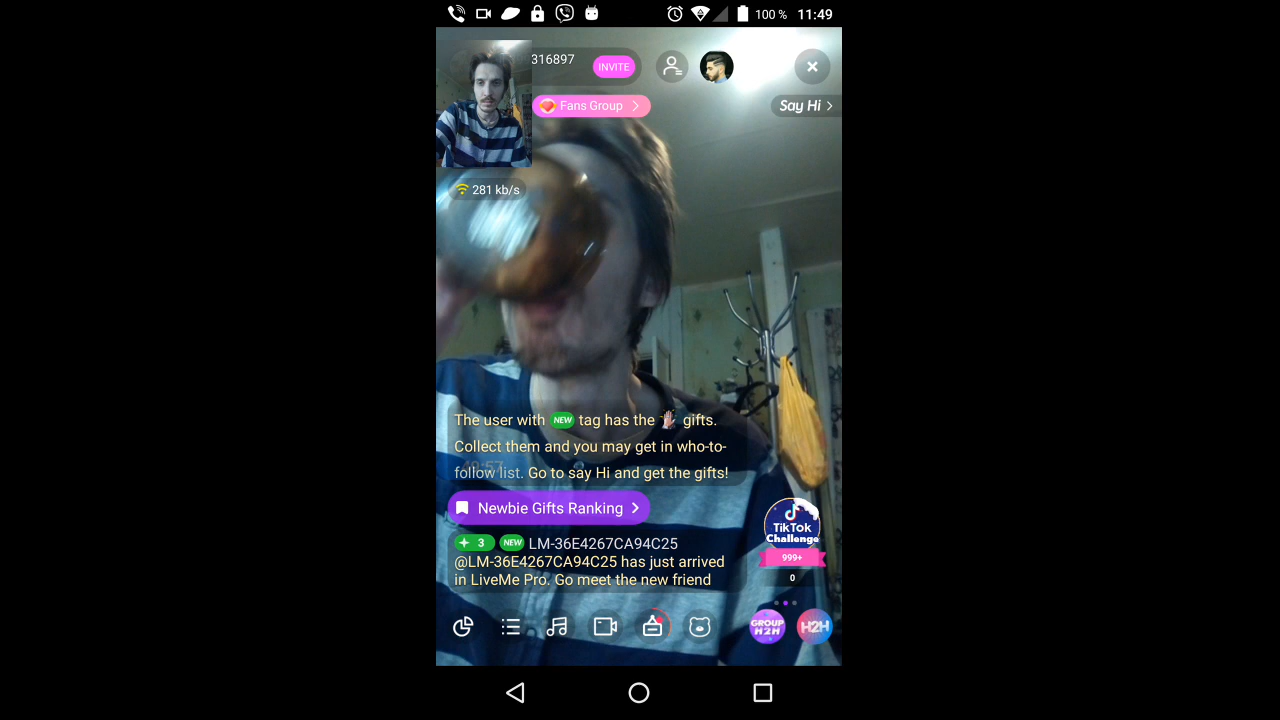 100 % 11:49
316897
INVITE
Fans Group
Say Hi
281 kb/s
The user with NEW tag has the gifts.
Collect them and you may get in who-to-
follow list. Go to say Hi and get the gifts!
Newbie Gifts Ranking
3 NEW LM-36E4267CA94C25
@LM-36E4267CA94C25 has just arrived
in LiveMe Pro. Go meet the new friend
TikTok
Challenge
999+
0
GROUP
H2H
H2H